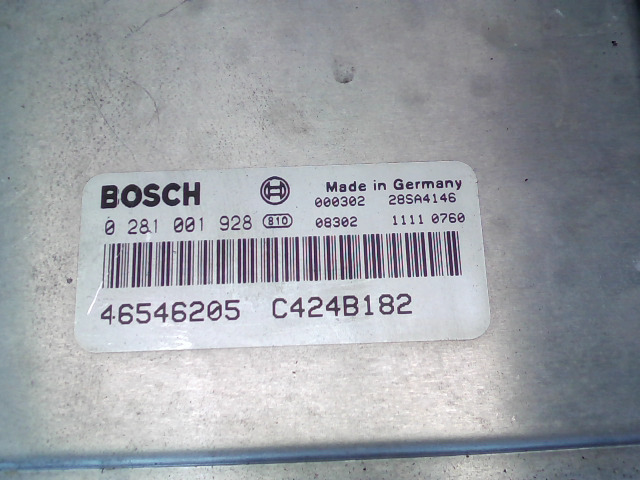 BOSCH Made in Germany
000302 28SA4146
0 281 001 928 810 08302 1111 0760
46546205 C424B182